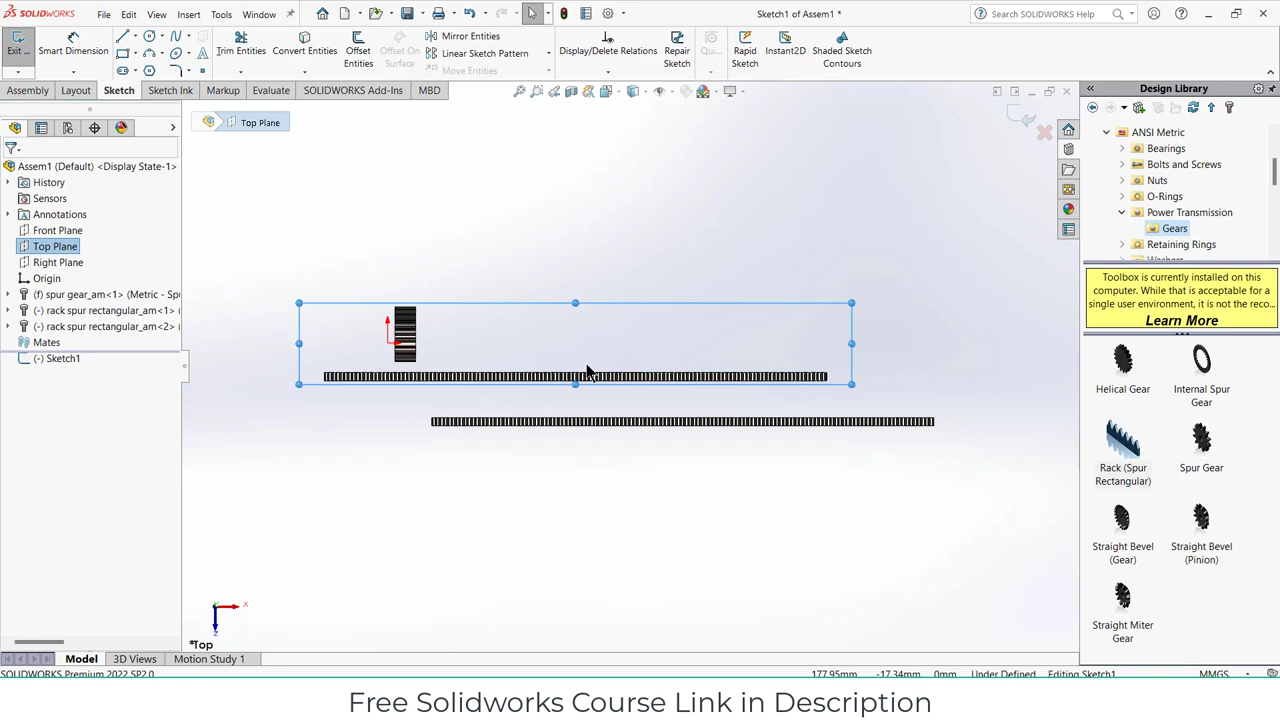 SOLIDWORKS
File Edit View Insert Tools Window
Sketch1 of Assem1 *
Search SOLIDWORKS Help
Exit ...
Smart Dimension
Trim Entities
Convert Entities
Offset Entities
Offset On Surface
Mirror Entities
Linear Sketch Pattern
Move Entities
Display/Delete Relations
Repair Sketch
Qui...
Rapid Sketch
Instant2D
Shaded Sketch Contours
Assembly Layout Sketch Sketch Ink Markup Evaluate SOLIDWORKS Add-Ins MBD
Top Plane
Assem1 (Default) <Display State-1>
History
Sensors
Annotations
Front Plane
Top Plane
Right Plane
Origin
(f) spur gear_am<1> (Metric - Sp
(-) rack spur rectangular_am<1> (
(-) rack spur rectangular_am<2> (
Mates
(-) Sketch1
X
Z
*Top
Design Library
ANSI Metric
Bearings
Bolts and Screws
Nuts
O-Rings
Power Transmission
Gears
Retaining Rings
Washers
Toolbox is currently installed on this
computer. While that is acceptable for a
single user environment, it is not the reco...
Learn More
Helical Gear
Internal Spur Gear
Rack (Spur Rectangular)
Spur Gear
Straight Bevel (Gear)
Straight Bevel (Pinion)
Straight Miter Gear
Model 3D Views Motion Study 1
SOLIDWORKS Premium 2022 SP2.0
177.95mm -17.34mm 0mm Under Defined Editing Sketch1 MMGS
Free Solidworks Course Link in Description